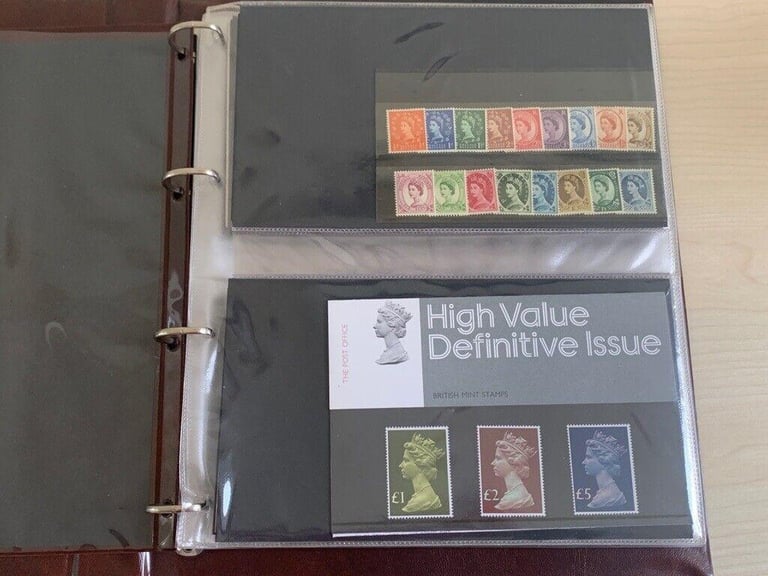 THE POST OFFICE
High Value
Definitive Issue
BRITISH MINT STAMPS
£1
£2
£5